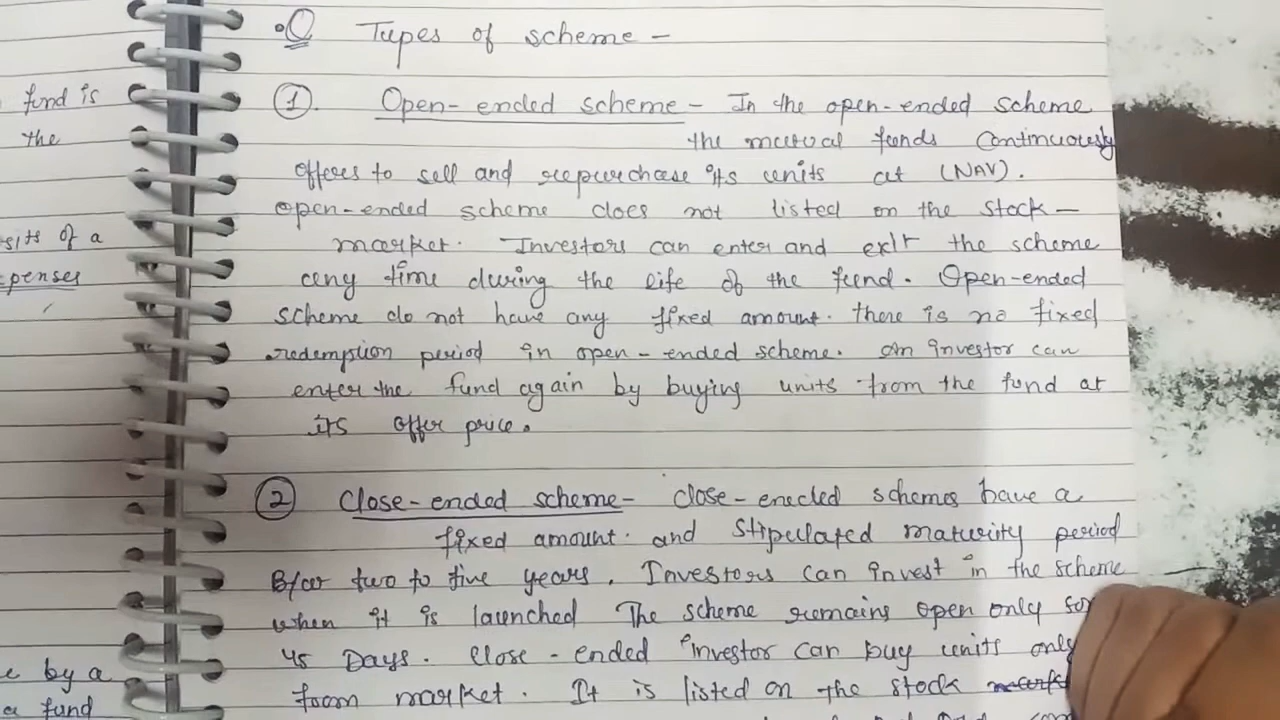 fund is
the
sits of a
penses
e by a
a fund
Q Types of scheme -
1. Open-ended scheme - In the open-ended scheme
the mutual funds continuously
offers to sell and repurchase its units at (NAV).
open-ended scheme does not listed on the stock -
market. Investors can enter and exit the scheme
any time during the life of the fund. Open-ended
scheme do not have any fixed amount. there is no fixed
redemption period in open-ended scheme. An investor can
enter the fund again by buying units from the fund at
its offer price.
2 Close-ended scheme - close-ended schemes have a
fixed amount. and stipulated maturity period
B/w two to five years. Investors can invest in the scheme
when it is launched The scheme remains open only for
45 Days. Close-ended investor can buy units only
from market. It is listed on the stock